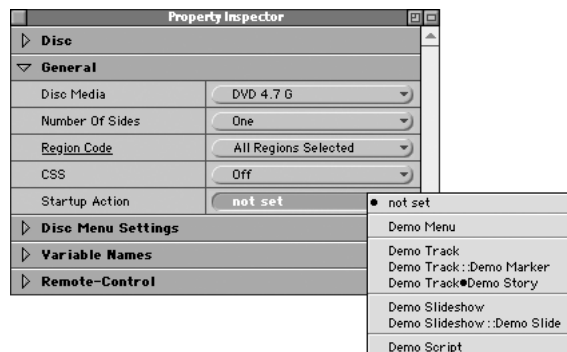 Property Inspector
Disc
General
Disc Media DVD 4.7 G
Number Of Sides One
Region Code All Regions Selected
CSS Off
Startup Action not set
not set
Demo Menu
Demo Track
Demo Track::Demo Marker
Demo Track●Demo Story
Demo Slideshow
Demo Slideshow::Demo Slide
Demo Script
Disc Menu Settings
Variable Names
Remote-Control